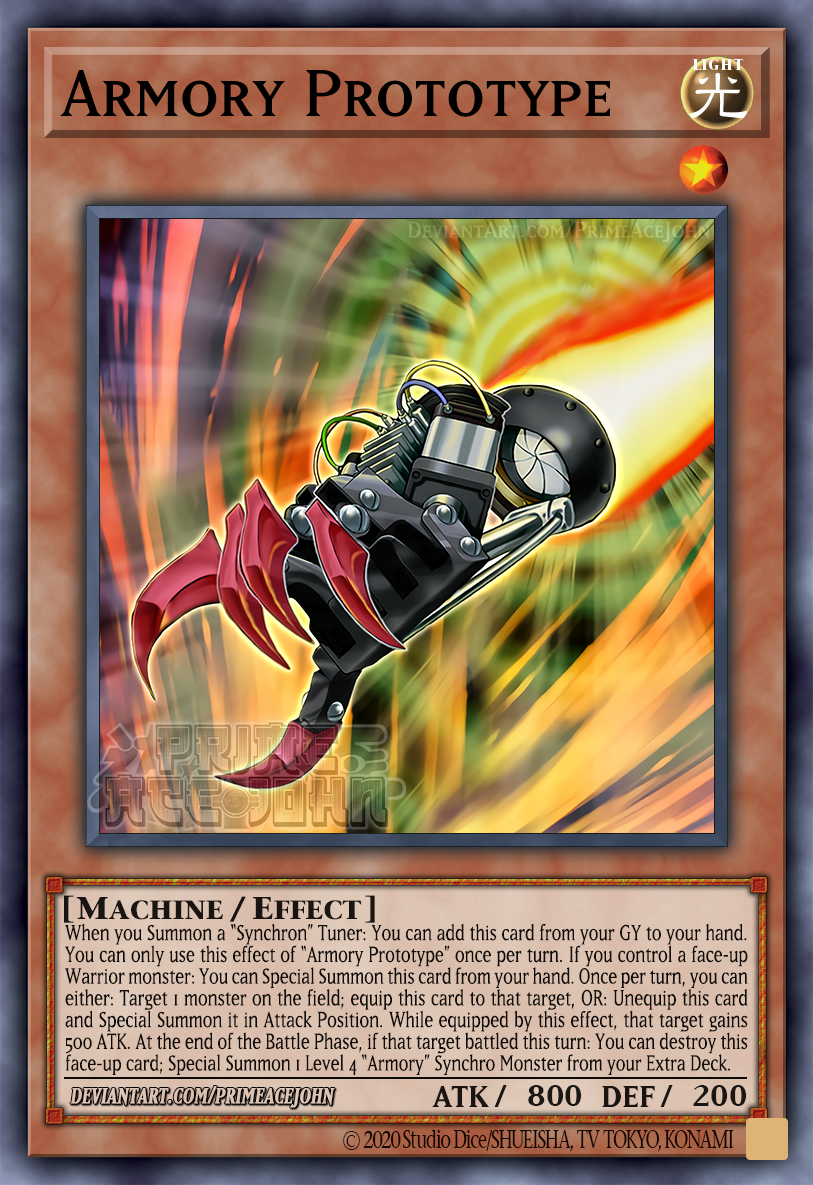 Armory Prototype
LIGHT
光
DeviantArt.com/PrimeAceJohn
PRIME
ACE JOHN
[Machine / Effect]
When you Summon a "Synchron" Tuner: You can add this card from your GY to your hand.
You can only use this effect of "Armory Prototype" once per turn. If you control a face-up
Warrior monster: You can Special Summon this card from your hand. Once per turn, you can
either: Target 1 monster on the field; equip this card to that target, OR: Unequip this card
and Special Summon it in Attack Position. While equipped by this effect, that target gains
500 ATK. At the end of the Battle Phase, if that target battled this turn: You can destroy this
face-up card; Special Summon 1 Level 4 "Armory" Synchro Monster from your Extra Deck.
DEVIANTART.COM/PRIMEACEJOHN ATK / 800 DEF / 200
© 2020 Studio Dice/SHUEISHA, TV TOKYO, KONAMI